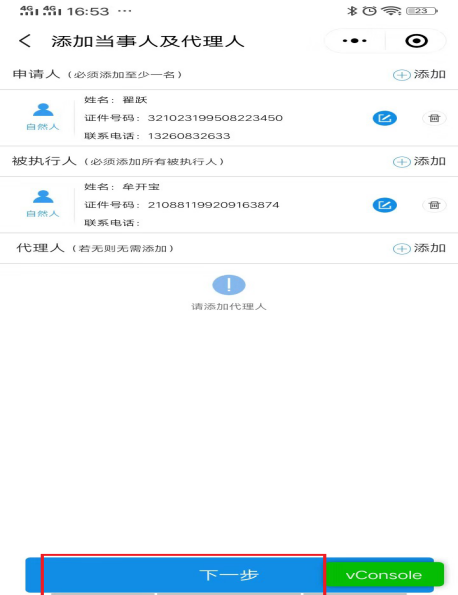 4G 4G 16:53 ··· 23
添加当事人及代理人
申请人（必须添加至少一名） 添加
姓名：翟跃
证件号码：321023199508223450
自然人
联系电话：13260832633
被执行人（必须添加所有被执行人） 添加
姓名：牟开宝
证件号码：210881199209163874
自然人
联系电话：
代理人（若无则无需添加） 添加
请添加代理人
下一步
vConsole